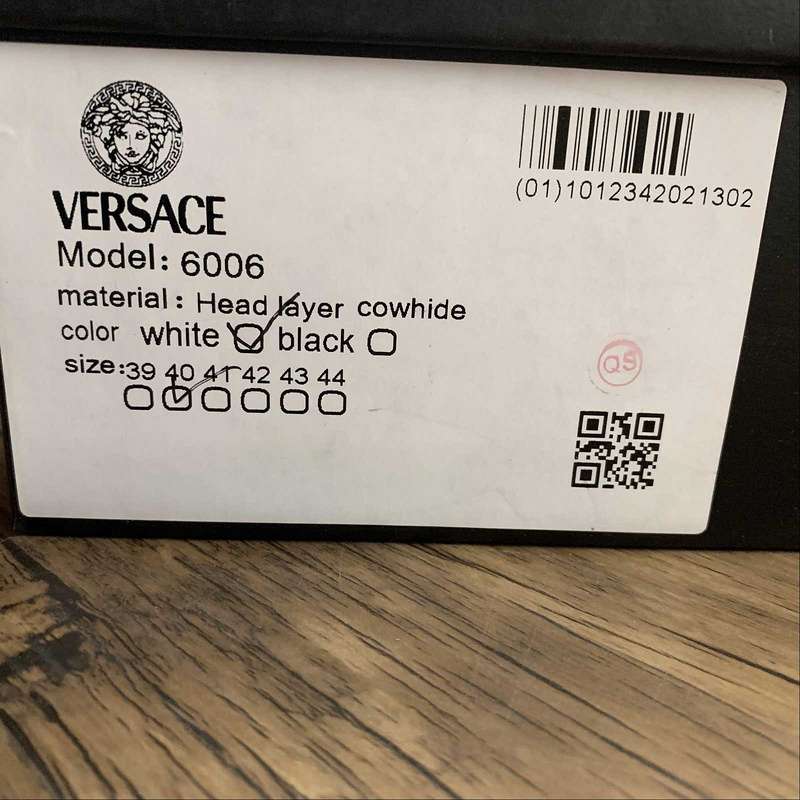 VERSACE
(01)1012342021302
Model: 6006
material: Head layer cowhide
color white black
size:39 40 41 42 43 44
QS